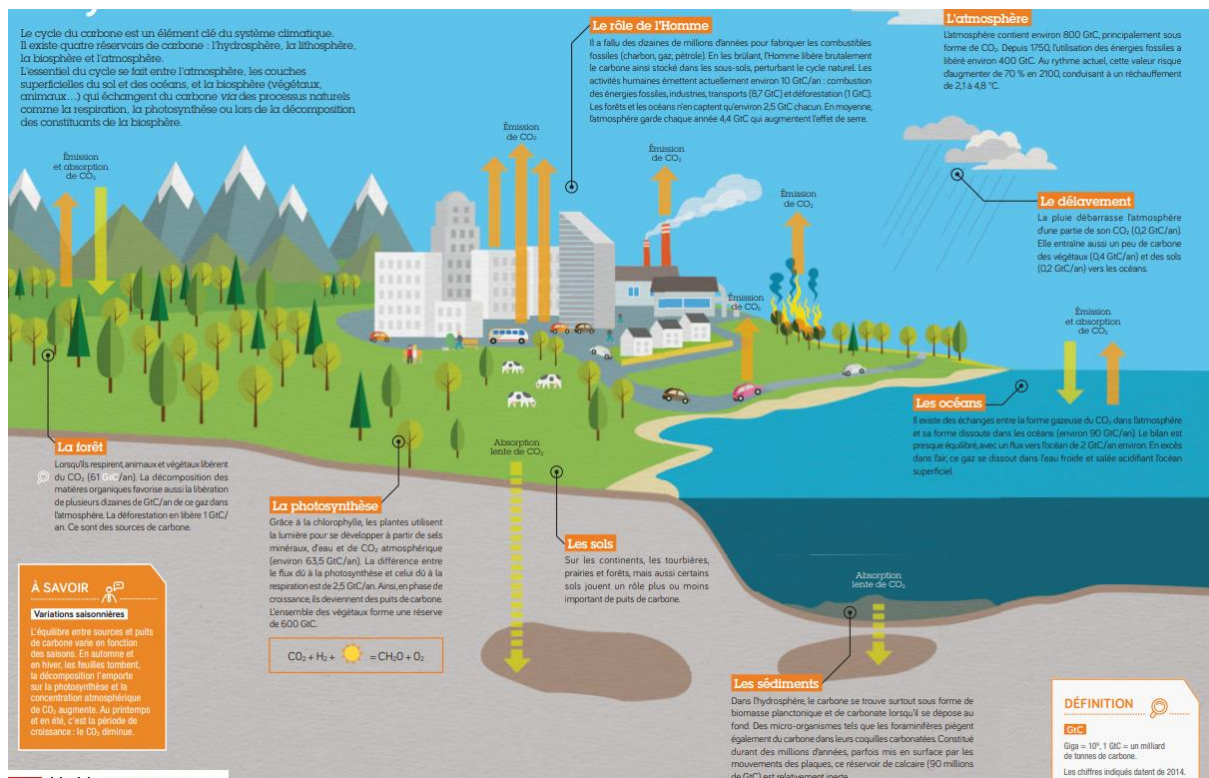 Le cycle du carbone est un élément clé du système climatique.
Il existe quatre réservoirs de carbone : l'hydrosphère, la lithosphère,
la biosphère et l'atmosphère.
L'essentiel du cycle se fait entre l'atmosphère, les couches
superficielles du sol et des océans, et la biosphère (végétaux,
animaux...) qui échangent du carbone via des processus naturels
comme la respiration, la photosynthèse ou lors de la décomposition
des constituants de la biosphère.
Le rôle de l'Homme
Il a fallu des dizaines de millions d'années pour fabriquer les combustibles
fossiles (charbon, gaz, pétrole). En les brûlant, l'Homme libère brutalement
le carbone ainsi stocké dans les sous-sols, perturbant le cycle naturel. Les
activités humaines émettent actuellement environ 10 GtC/an : combustion
des énergies fossiles, industries, transports (8,7 GtC) et déforestation (1 GtC).
Les forêts et les océans n'en captent qu'environ 2,5 GtC chacun. En moyenne,
l'atmosphère garde chaque année 4,4 GtC qui augmentent l'effet de serre.
L'atmosphère
L'atmosphère contient environ 800 GtC, principalement sous
forme de CO₂. Depuis 1750, l'utilisation des énergies fossiles a
libéré environ 400 GtC. Au rythme actuel, cette valeur risque
d'augmenter de 70 % en 2100, conduisant à un réchauffement
de 2,1 à 4,8 °C.
Émission
et absorption
de CO₂
Émission
de CO₂
Émission
de CO₂
Émission
de CO₂
Émission
de CO₂
Le délavement
La pluie débarrasse l'atmosphère
d'une partie de son CO₂ (0,2 GtC/an).
Elle entraîne aussi un peu de carbone
des végétaux (0,4 GtC/an) et des sols
(0,2 GtC/an) vers les océans.
Émission
et absorption
de CO₂
Les océans
Il existe des échanges entre la forme gazeuse du CO₂ dans l'atmosphère
et sa forme dissoute dans les océans (environ 90 GtC/an). Le bilan est
presque équilibré, avec un flux vers l'océan de 2 GtC/an environ. En excès
dans l'air, ce gaz se dissout dans l'eau froide et salée acidifiant l'océan
superficiel.
La forêt
Lorsqu'ils respirent, animaux et végétaux libèrent
du CO₂ (61 GtC/an). La décomposition des
matières organiques favorise aussi la libération
de plusieurs dizaines de GtC/an de ce gaz dans
l'atmosphère. La déforestation en libère 1 GtC/
an. Ce sont des sources de carbone.
Absorption
lente de CO₂
La photosynthèse
Grâce à la chlorophylle, les plantes utilisent
la lumière pour se développer à partir de sels
minéraux, d'eau et de CO₂ atmosphérique
(environ 63,5 GtC/an). La différence entre
le flux dû à la photosynthèse et celui dû à la
respiration est de 2,5 GtC/an. Ainsi, en phase de
croissance, ils deviennent des puits de carbone.
L'ensemble des végétaux forme une réserve
de 600 GtC.
CO₂ + H₂ + = CH₂O + O₂
Les sols
Sur les continents, les tourbières,
prairies et forêts, mais aussi certains
sols jouent un rôle plus ou moins
important de puits de carbone.
Absorption
lente de CO₂
À SAVOIR
Variations saisonnières
L'équilibre entre sources et puits
de carbone varie en fonction
des saisons. En automne et
en hiver, les feuilles tombent,
la décomposition l'emporte
sur la photosynthèse et la
concentration atmosphérique
de CO₂ augmente. Au printemps
et en été, c'est la période de
croissance : le CO₂ diminue.
Les sédiments
Dans l'hydrosphère, le carbone se trouve surtout sous forme de
biomasse planctonique et de carbonate lorsqu'il se dépose au
fond. Des micro-organismes tels que les foraminifères piègent
également du carbone dans leurs coquilles carbonatées. Constitué
durant des millions d'années, parfois mis en surface par les
mouvements des plaques, ce réservoir de calcaire (90 millions
de GtC) est relativement inerte.
DÉFINITION
GtC
Giga = 10⁹, 1 GtC = un milliard
de tonnes de carbone.
Les chiffres indiqués datent de 2014.